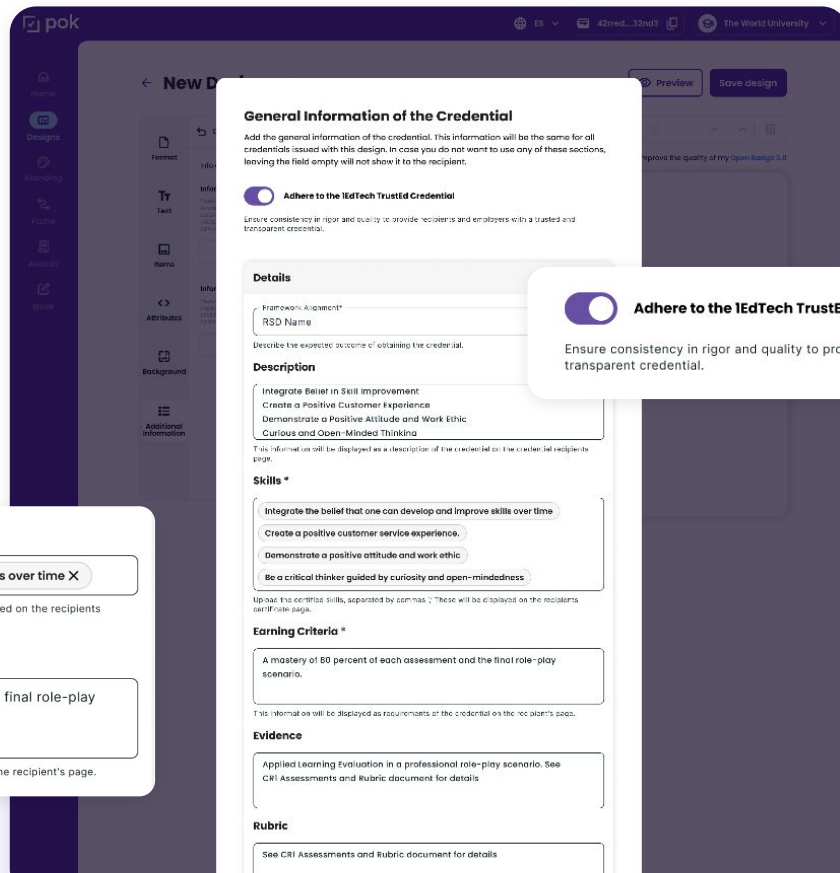 pok
ES
42rred...32nd3
The World University
Home
← New D
Preview
Save design
Designs
Branding
Paths
Awards
Issue
Format
Text
Items
Attributes
Background
Additional
Information
mprove the quality of my Open Badge 3.0
General Information of the Credential
Add the general information of the credential. This information will be the same for all
credentials issued with this design. In case you do not want to use any of these sections,
leaving the field empty will not show it to the recipient.
Adhere to the 1EdTech TrustEd Credential
Ensure consistency in rigor and quality to provide recipients and employers with a trusted and
transparent credential.
Details
Framework Alignment*
RSD Name
Describe the expected outcome of obtaining the credential.
Description
Integrate Belief in Skill Improvement
Create a Positive Customer Experience
Demonstrate a Positive Attitude and Work Ethic
Curious and Open-Minded Thinking
This information will be displayed as a description of the credential on the credential recipients
page.
Skills *
Integrate the belief that one can develop and improve skills over time
Create a positive customer service experience.
Demonstrate a positive attitude and work ethic
Be a critical thinker guided by curiosity and open-mindedness
Upload the certified skills, separated by commas ',' These will be displayed on the recipients
certificate page.
Earning Criteria *
A mastery of 80 percent of each assessment and the final role-play
scenario.
This information will be displayed as requirements of the credential on the recipient's page.
Evidence
Applied Learning Evaluation in a professional role-play scenario. See
CR1 Assessments and Rubric document for details
Rubric
See CR1 Assessments and Rubric document for details
Adhere to the 1EdTech TrustE
Ensure consistency in rigor and quality to pro
transparent credential.
s over time ×
ed on the recipients
final role-play
he recipient's page.